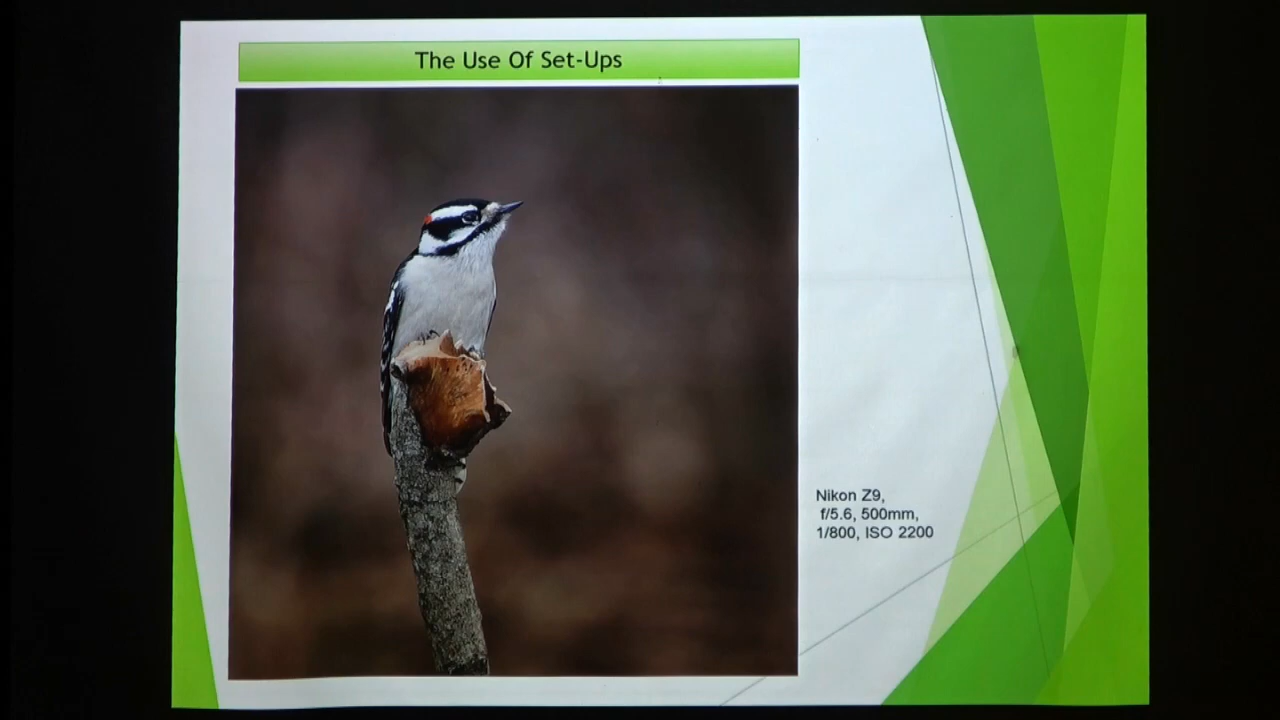 The Use Of Set-Ups
Nikon Z9,
f/5.6, 500mm,
1/800, ISO 2200